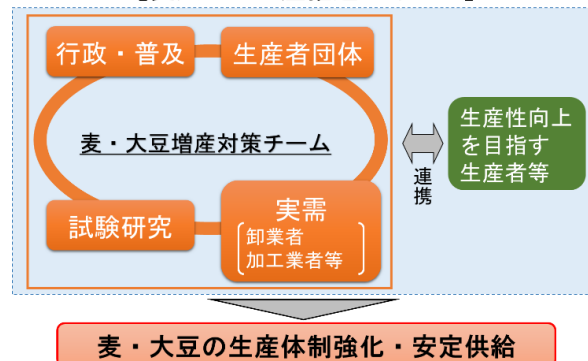 行政・普及
生産者団体
麦・大豆増産対策チーム
試験研究
実需
卸業者
加工業者等
連携
生産性向上
を目指す
生産者等
麦・大豆の生産体制強化・安定供給